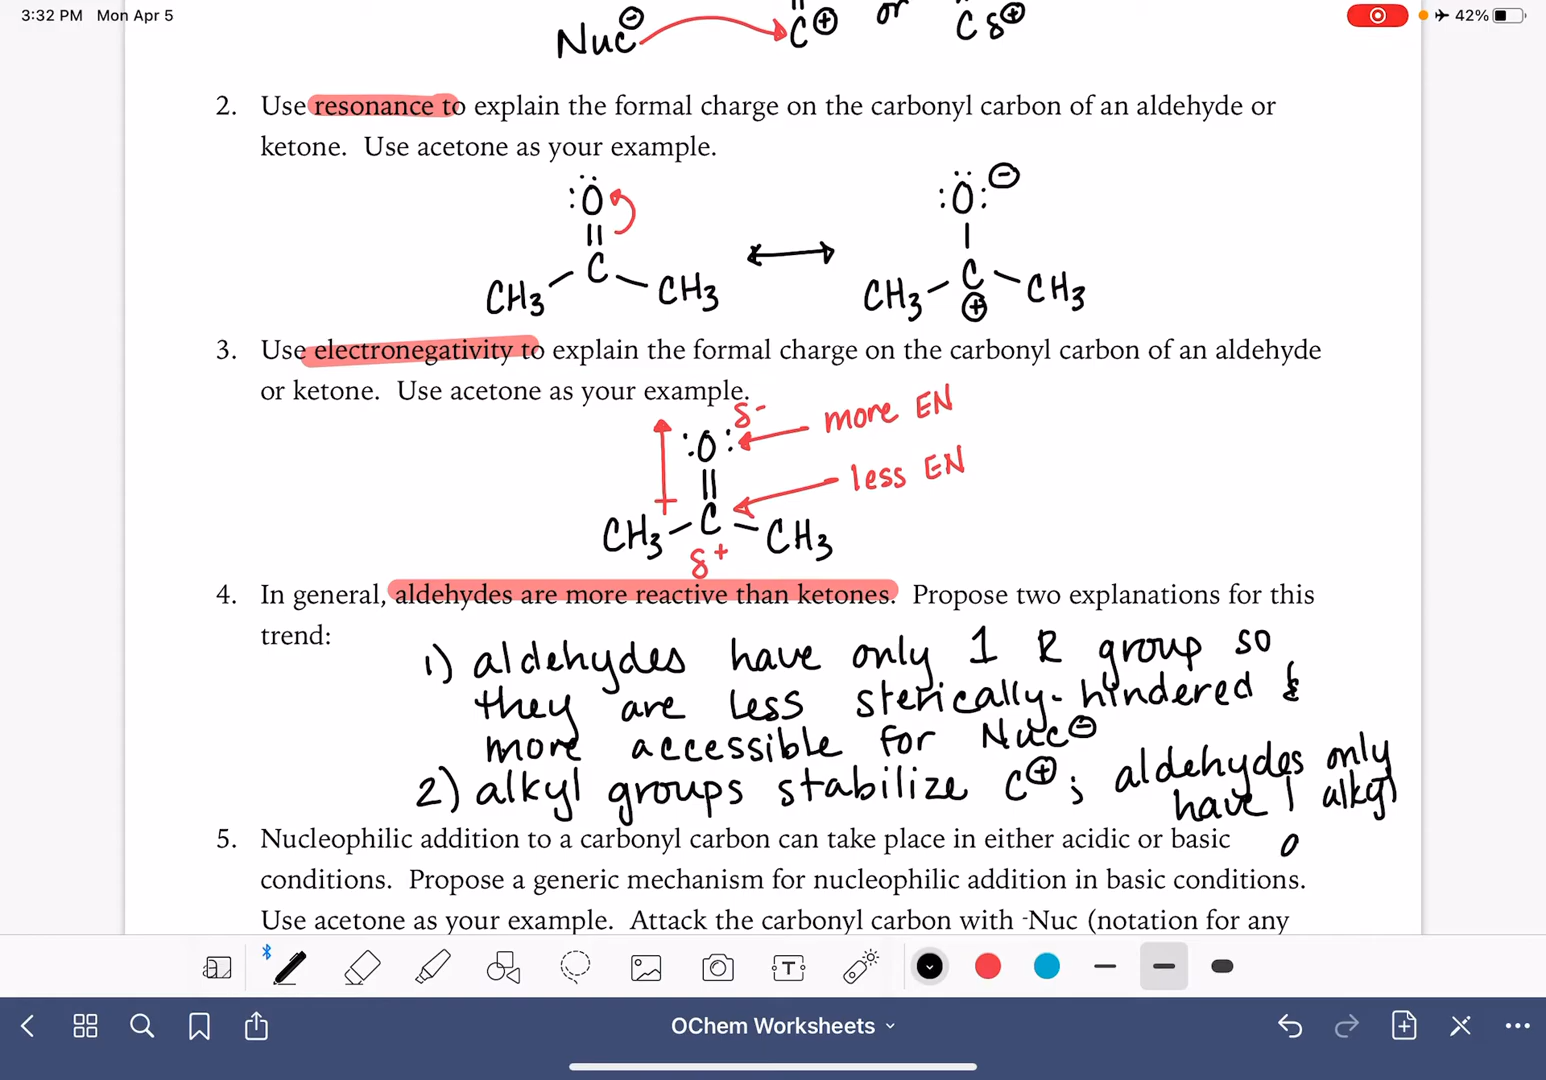 3:32 PM Mon Apr 5
42%
Nuc⊖ C⊕ or C δ⊕
2. Use resonance to explain the formal charge on the carbonyl carbon of an aldehyde or
ketone. Use acetone as your example.
:Ö :Ö:⊖
CH3 C CH3 CH3 C⊕ CH3
3. Use electronegativity to explain the formal charge on the carbonyl carbon of an aldehyde
or ketone. Use acetone as your example.
δ- more EN
:O:
less EN
CH3 C CH3
δ+
4. In general, aldehydes are more reactive than ketones. Propose two explanations for this
trend:
1) aldehydes have only 1 R group so
they are less sterically-hindered &
more accessible for Nuc⊖
2) alkyl groups stabilize C⊕; aldehydes only
have 1 alkyl
5. Nucleophilic addition to a carbonyl carbon can take place in either acidic or basic
conditions. Propose a generic mechanism for nucleophilic addition in basic conditions.
Use acetone as your example. Attack the carbonyl carbon with -Nuc (notation for any
T
OChem Worksheets